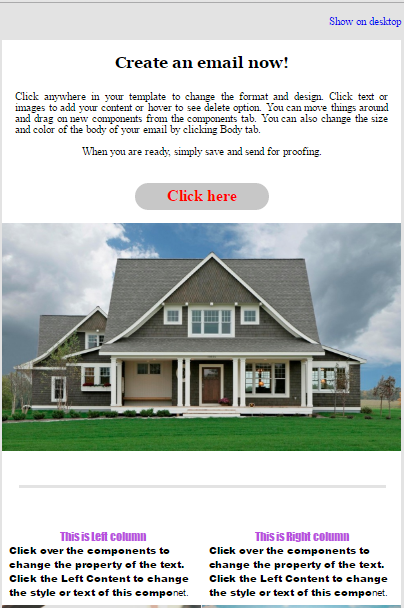 Show on desktop
Create an email now!
Click anywhere in your template to change the format and design. Click text or
images to add your content or hover to see delete option. You can move things around
and drag on new components from the components tab. You can also change the size
and color of the body of your email by clicking Body tab.
When you are ready, simply save and send for proofing.
Click here
This is Left column
Click over the components to
change the property of the text.
Click the Left Content to change
the style or text of this component.
This is Right column
Click over the components to
change the property of the text.
Click the Left Content to change
the style or text of this component.